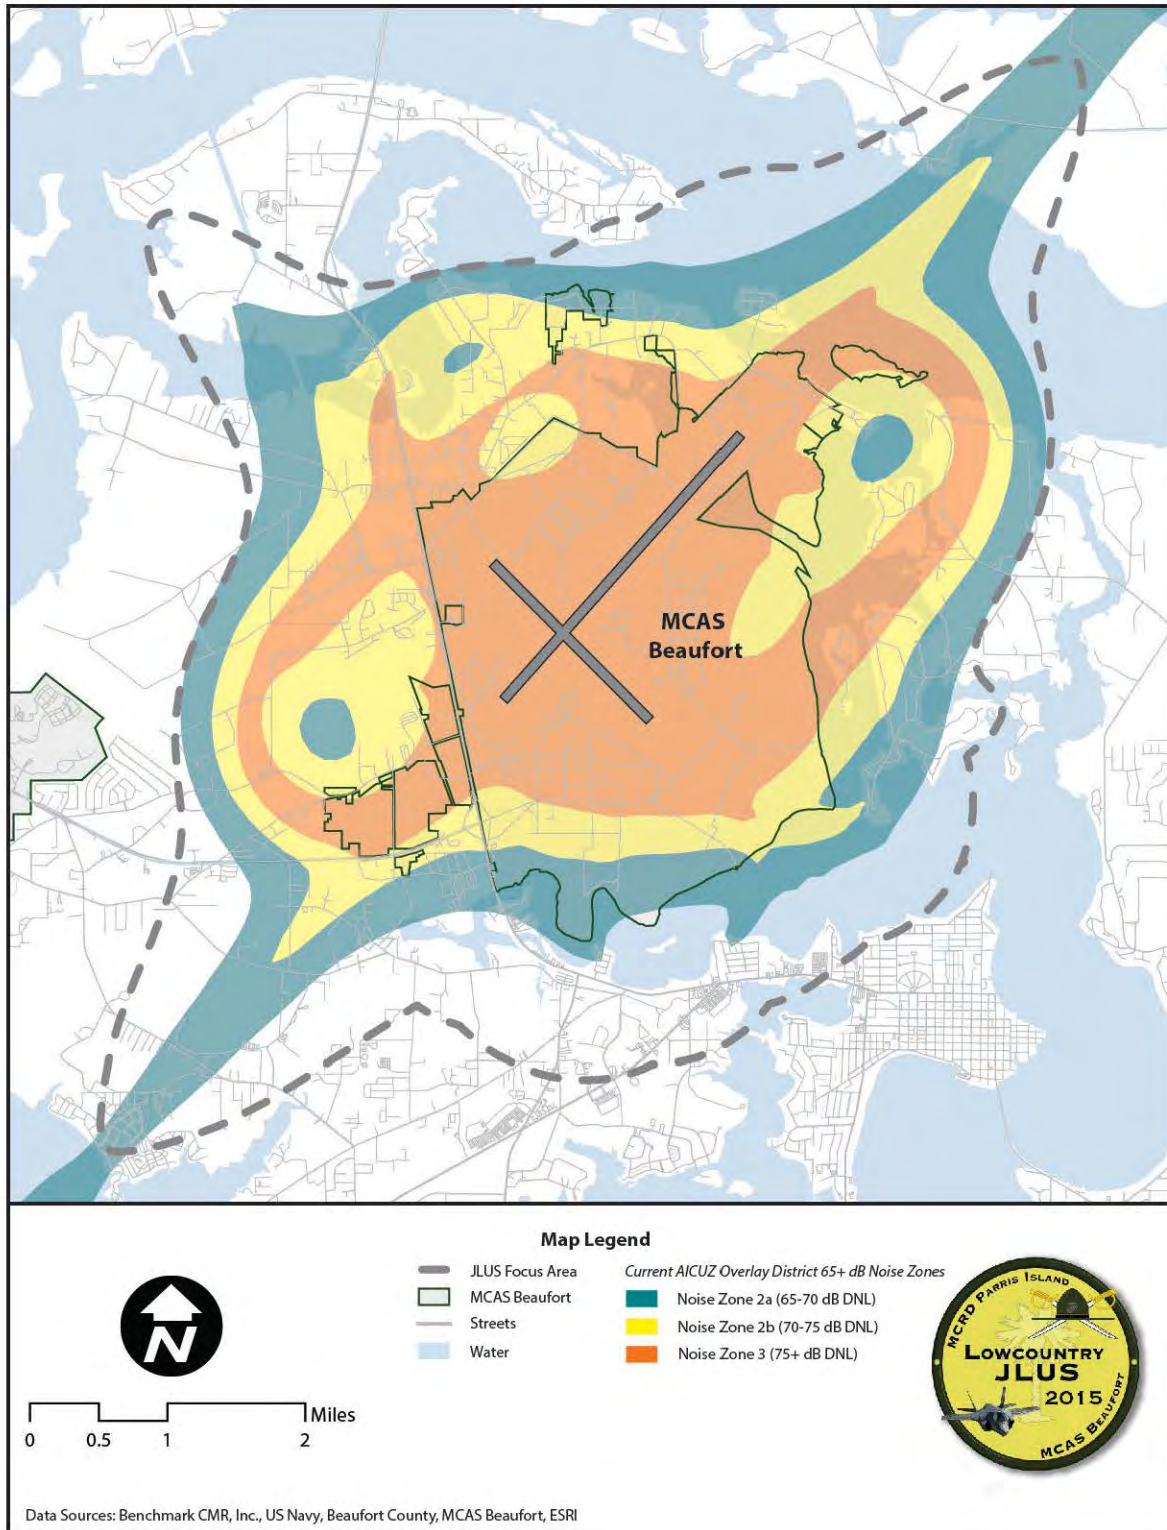 MCAS
Beaufort
Map Legend
JLUS Focus Area
MCAS Beaufort
Streets
Water
Current AICUZ Overlay District 65+ dB Noise Zones
Noise Zone 2a (65-70 dB DNL)
Noise Zone 2b (70-75 dB DNL)
Noise Zone 3 (75+ dB DNL)
N
Miles
0 0.5 1 2
MCRD PARRIS ISLAND
LOWCOUNTRY
JLUS
2015
MCAS BEAUFORT
Data Sources: Benchmark CMR, Inc., US Navy, Beaufort County, MCAS Beaufort, ESRI